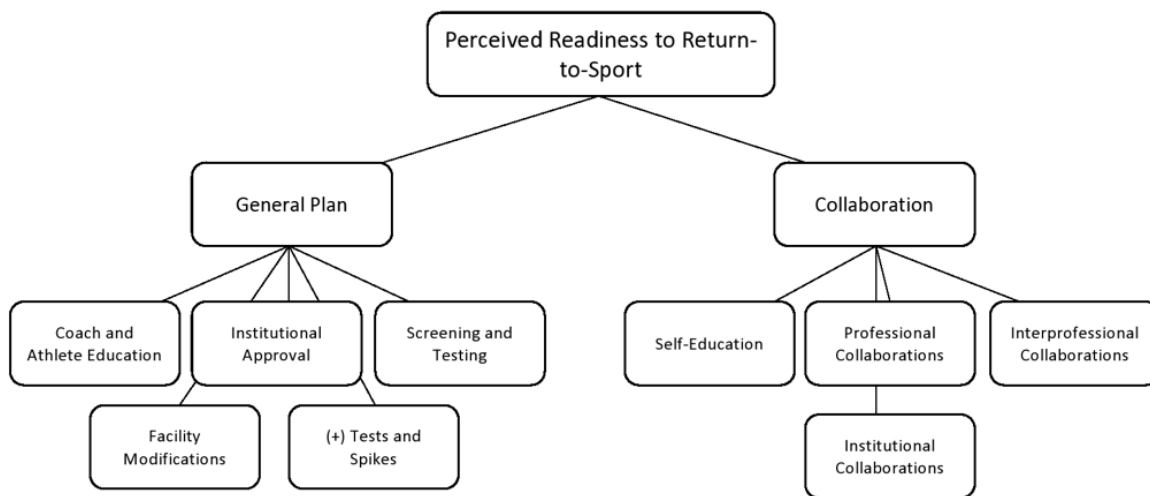 Perceived Readiness to Return-
to-Sport
General Plan
Collaboration
Coach and
Athlete Education
Institutional
Approval
Screening and
Testing
Self-Education
Professional
Collaborations
Interprofessional
Collaborations
Facility
Modifications
(+) Tests and
Spikes
Institutional
Collaborations